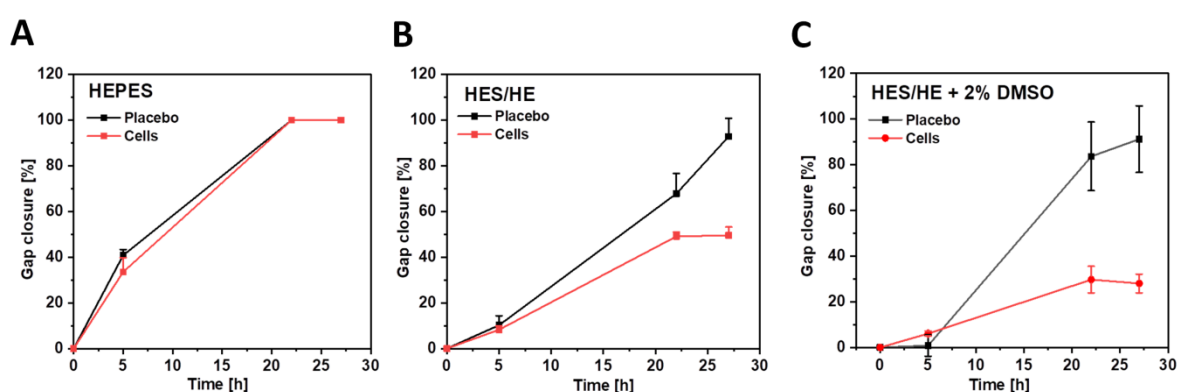 A
B
C
HEPES
Placebo
Cells
Gap closure [%]
120
100
80
60
40
20
0
0 5 10 15 20 25 30
Time [h]
HES/HE
Placebo
Cells
Gap closure [%]
120
100
80
60
40
20
0
0 5 10 15 20 25 30
Time [h]
HES/HE + 2% DMSO
Placebo
Cells
Gap closure [%]
120
100
80
60
40
20
0
0 5 10 15 20 25 30
Time [h]